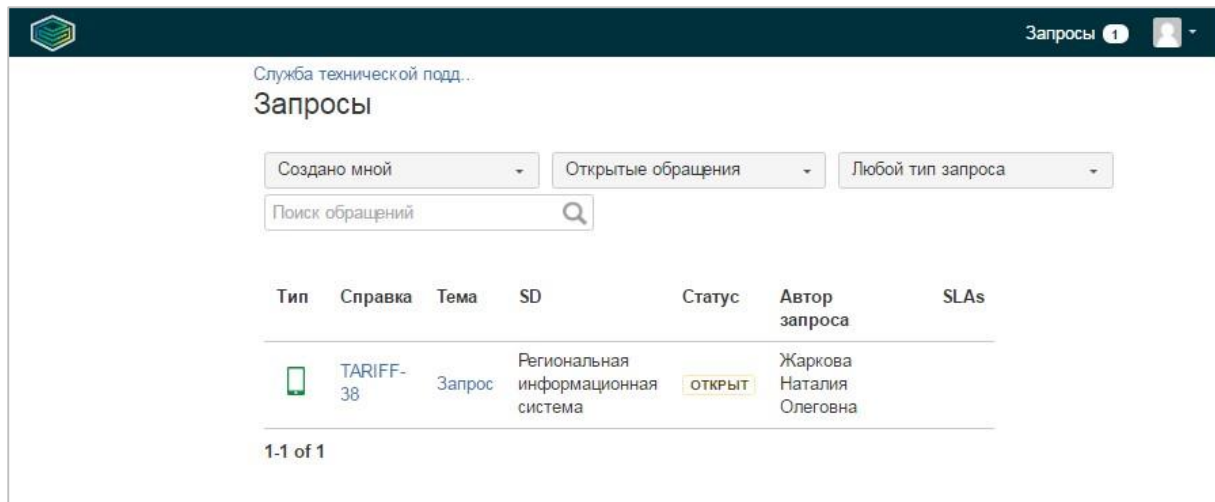 Запросы 1
Служба технической подд...
Запросы
Создано мной
Открытые обращения
Любой тип запроса
Поиск обращений
Тип Справка Тема SD Статус Автор запроса SLAs
TARIFF-38 Запрос Региональная информационная система ОТКРЫТ Жаркова Наталия Олеговна
1-1 of 1